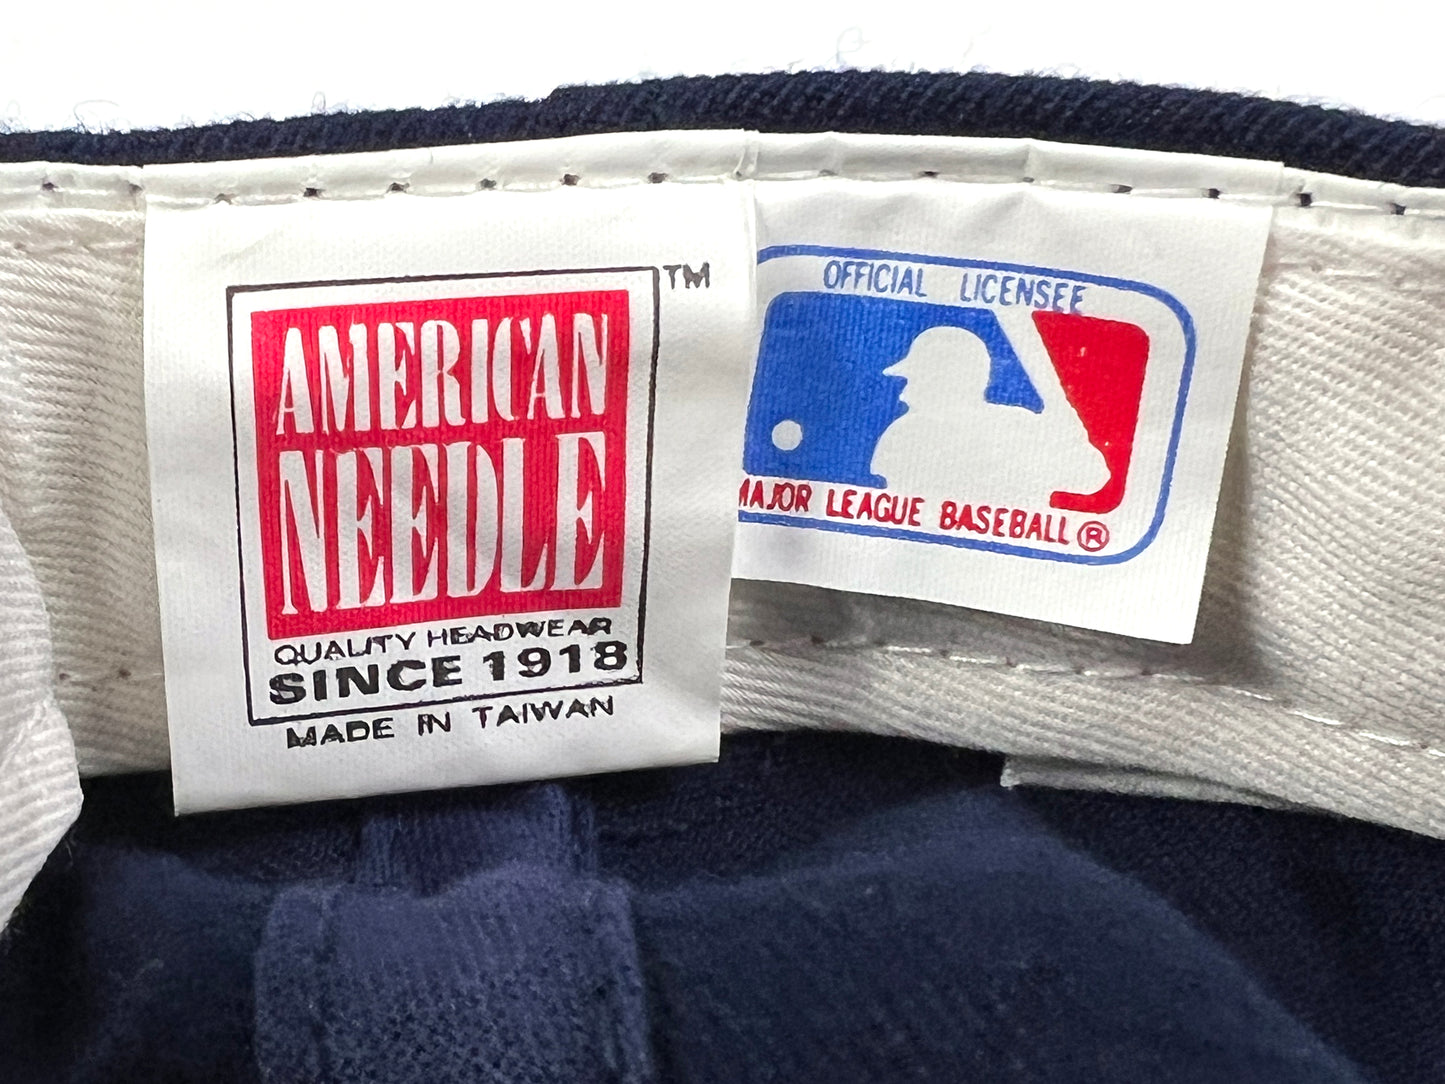 AMERICAN
NEEDLE
TM
QUALITY HEADWEAR
SINCE 1918
MADE IN TAIWAN
OFFICIAL LICENSEE
MAJOR LEAGUE BASEBALL ®